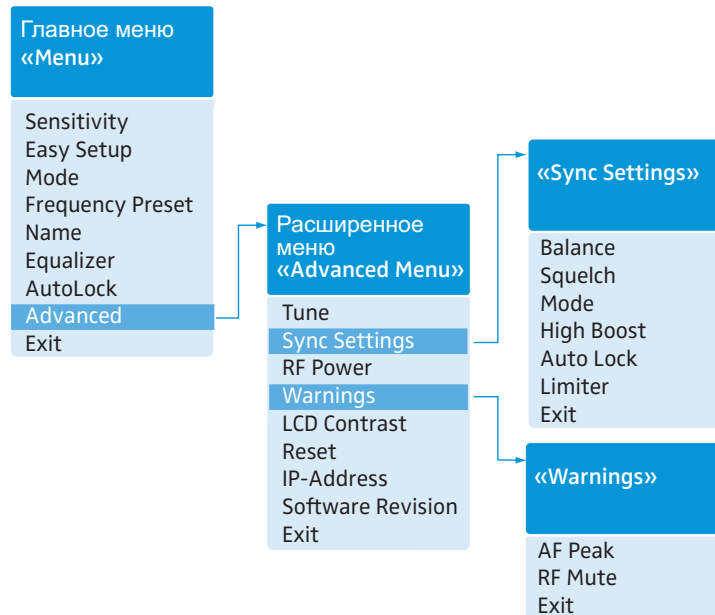 Главное меню
«Menu»
Sensitivity
Easy Setup
Mode
Frequency Preset
Name
Equalizer
AutoLock
Advanced
Exit
Расширенное
меню
«Advanced Menu»
Tune
Sync Settings
RF Power
Warnings
LCD Contrast
Reset
IP-Address
Software Revision
Exit
«Sync Settings»
Balance
Squelch
Mode
High Boost
Auto Lock
Limiter
Exit
«Warnings»
AF Peak
RF Mute
Exit